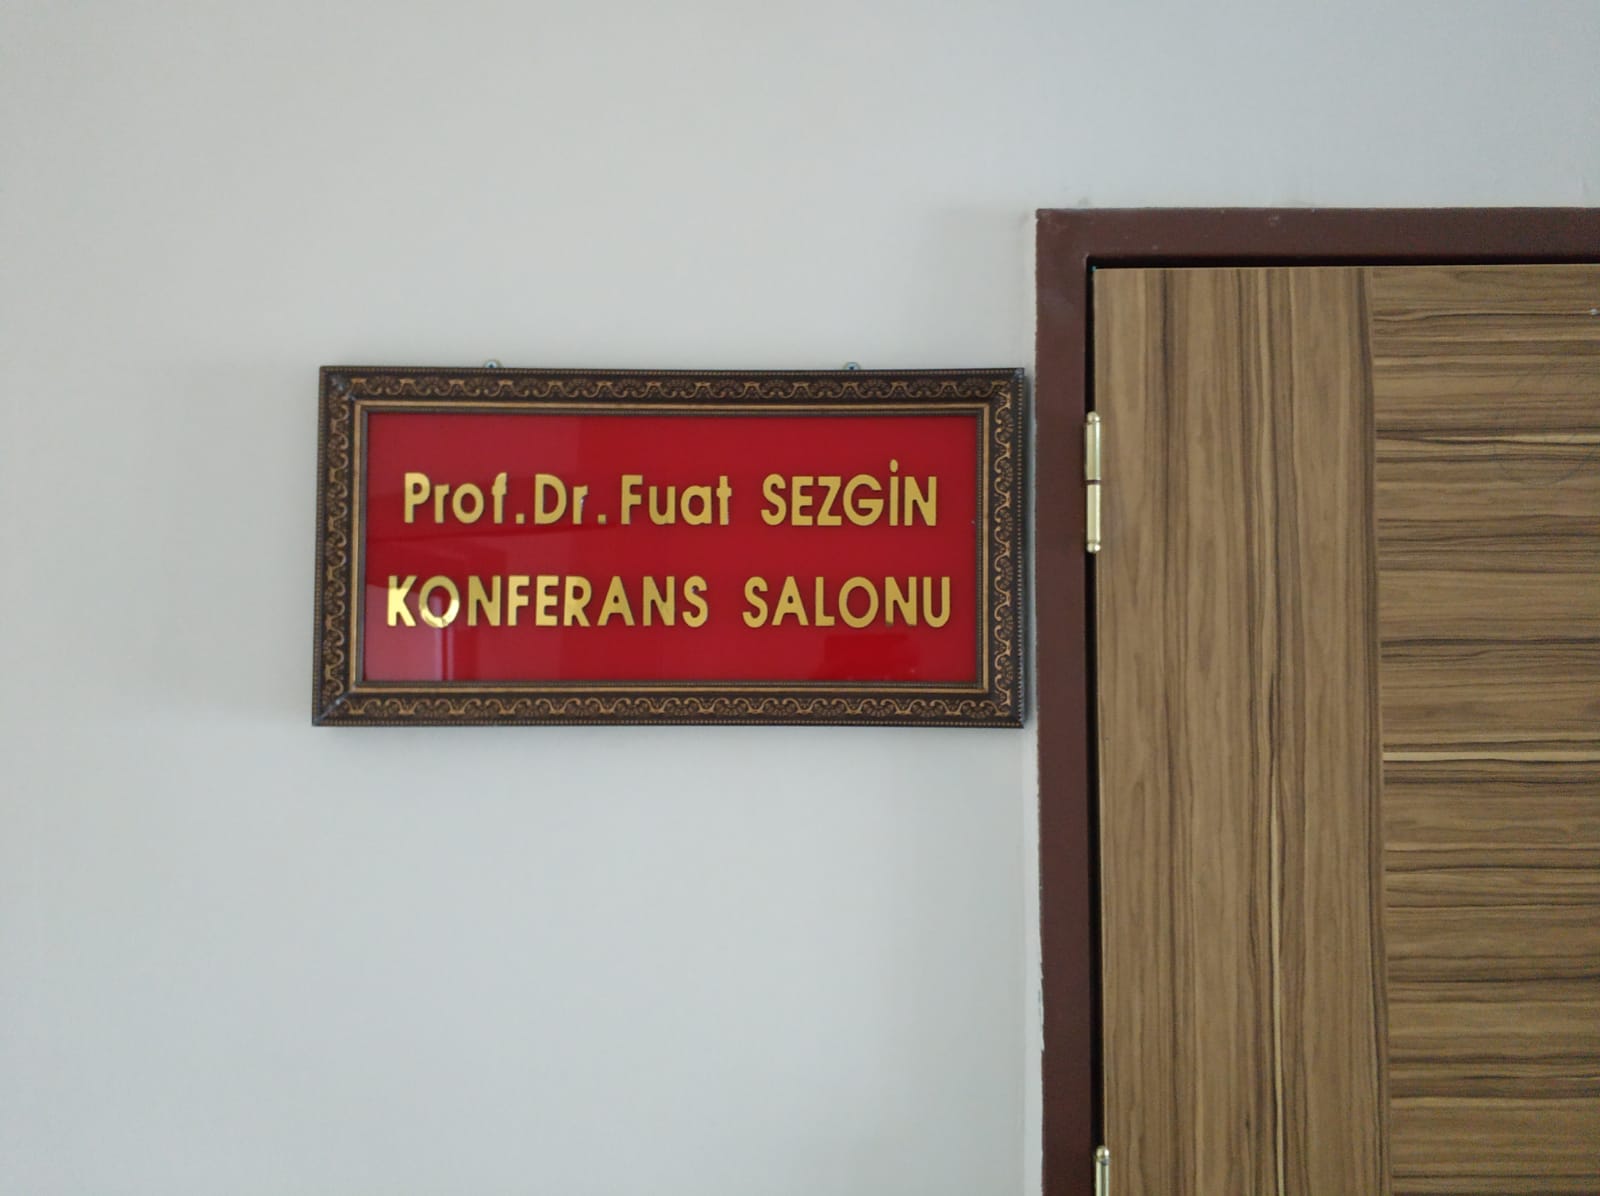 Prof.Dr.Fuat SEZGİN
KONFERANS SALONU